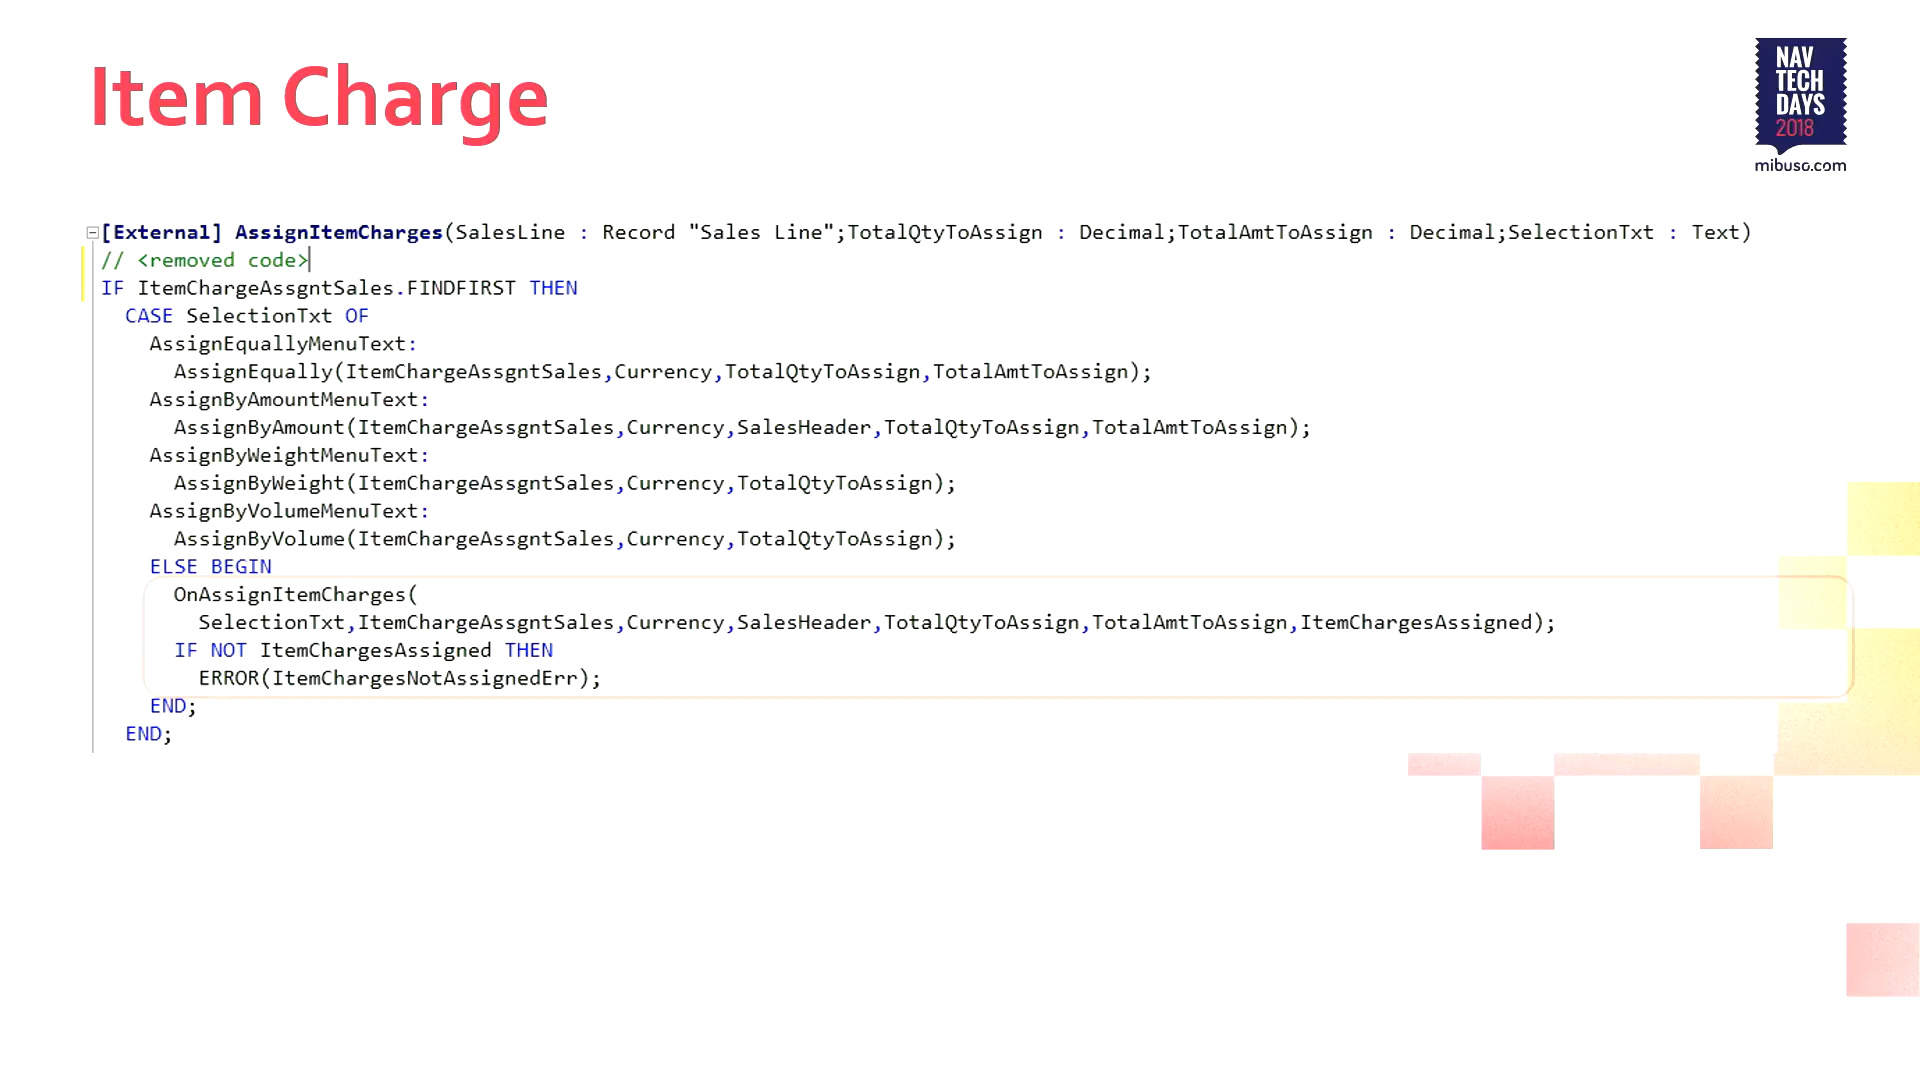 Item Charge
NAV
TECH
DAYS
2018
mibuso.com
[External] AssignItemCharges(SalesLine : Record "Sales Line";TotalQtyToAssign : Decimal;TotalAmtToAssign : Decimal;SelectionTxt : Text)
// <removed code>
IF ItemChargeAssgntSales.FINDFIRST THEN
  CASE SelectionTxt OF
    AssignEquallyMenuText:
      AssignEqually(ItemChargeAssgntSales,Currency,TotalQtyToAssign,TotalAmtToAssign);
    AssignByAmountMenuText:
      AssignByAmount(ItemChargeAssgntSales,Currency,SalesHeader,TotalQtyToAssign,TotalAmtToAssign);
    AssignByWeightMenuText:
      AssignByWeight(ItemChargeAssgntSales,Currency,TotalQtyToAssign);
    AssignByVolumeMenuText:
      AssignByVolume(ItemChargeAssgntSales,Currency,TotalQtyToAssign);
    ELSE BEGIN
      OnAssignItemCharges(
        SelectionTxt,ItemChargeAssgntSales,Currency,SalesHeader,TotalQtyToAssign,TotalAmtToAssign,ItemChargesAssigned);
      IF NOT ItemChargesAssigned THEN
        ERROR(ItemChargesNotAssignedErr);
    END;
  END;